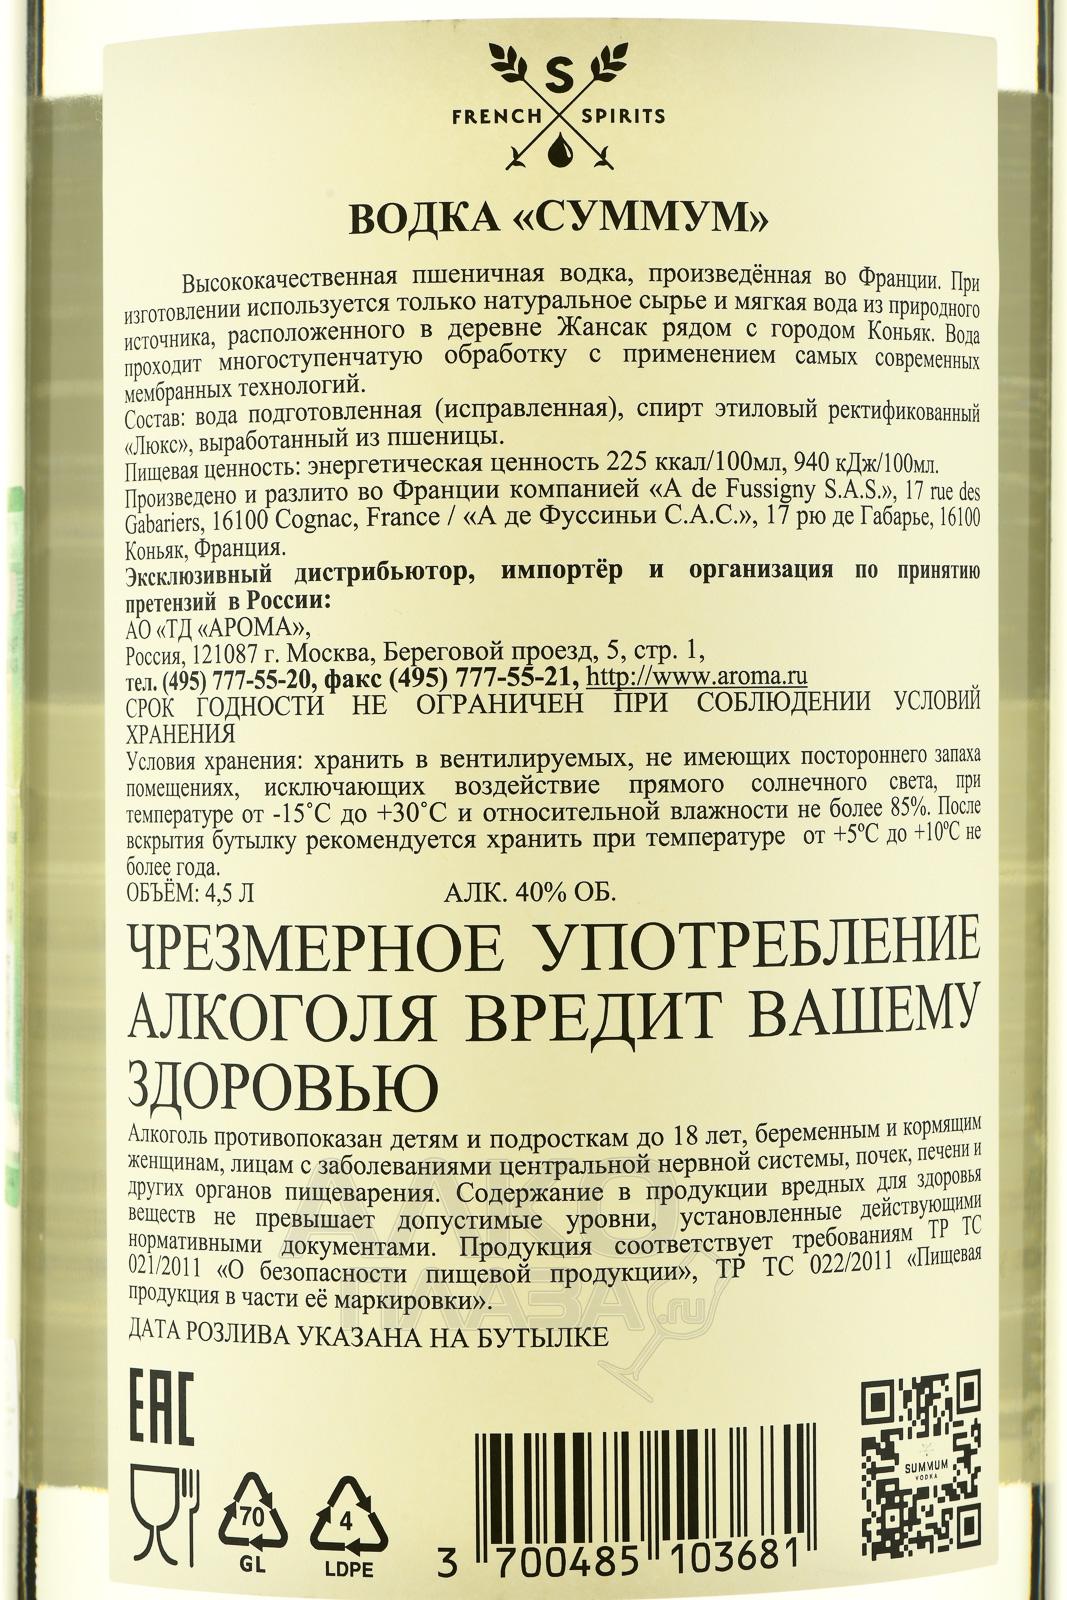 S
FRENCH SPIRITS
ВОДКА «СУММУМ»
Высококачественная пшеничная водка, произведённая во Франции. При
изготовлении используется только натуральное сырье и мягкая вода из природного
источника, расположенного в деревне Жансак рядом с городом Коньяк. Вода
проходит многоступенчатую обработку с применением самых современных
мембранных технологий.
Состав: вода подготовленная (исправленная), спирт этиловый ректификованный
«Люкс», выработанный из пшеницы.
Пищевая ценность: энергетическая ценность 225 ккал/100мл, 940 кДж/100мл.
Произведено и разлито во Франции компанией «A de Fussigny S.A.S.», 17 rue des
Gabariers, 16100 Cognac, France / «А де Фуссиньи С.А.С.», 17 рю де Габарье, 16100
Коньяк, Франция.
Эксклюзивный дистрибьютор, импортёр и организация по принятию
претензий в России:
АО «ТД «АРОМА»,
Россия, 121087 г. Москва, Береговой проезд, 5, стр. 1,
тел. (495) 777-55-20, факс (495) 777-55-21, http://www.aroma.ru
СРОК ГОДНОСТИ НЕ ОГРАНИЧЕН ПРИ СОБЛЮДЕНИИ УСЛОВИЙ
ХРАНЕНИЯ
Условия хранения: хранить в вентилируемых, не имеющих постороннего запаха
помещениях, исключающих воздействие прямого солнечного света, при
температуре от -15˚С до +30˚С и относительной влажности не более 85%. После
вскрытия бутылку рекомендуется хранить при температуре от +5ºС до +10ºС не
более года.
ОБЪЁМ: 4,5 Л АЛК. 40% ОБ.
ЧРЕЗМЕРНОЕ УПОТРЕБЛЕНИЕ
АЛКОГОЛЯ ВРЕДИТ ВАШЕМУ
ЗДОРОВЬЮ
Алкоголь противопоказан детям и подросткам до 18 лет, беременным и кормящим
женщинам, лицам с заболеваниями центральной нервной системы, почек, печени и
других органов пищеварения. Содержание в продукции вредных для здоровья
веществ не превышает допустимые уровни, установленные действующими
нормативными документами. Продукция соответствует требованиям ТР ТС
021/2011 «О безопасности пищевой продукции», ТР ТС 022/2011 «Пищевая
продукция в части её маркировки».
АЛКО
ПЛАЗА.ru
ДАТА РОЗЛИВА УКАЗАНА НА БУТЫЛКЕ
EAC
SUMMUM
VODKA
70
GL
4
LDPE
3 700485 103681